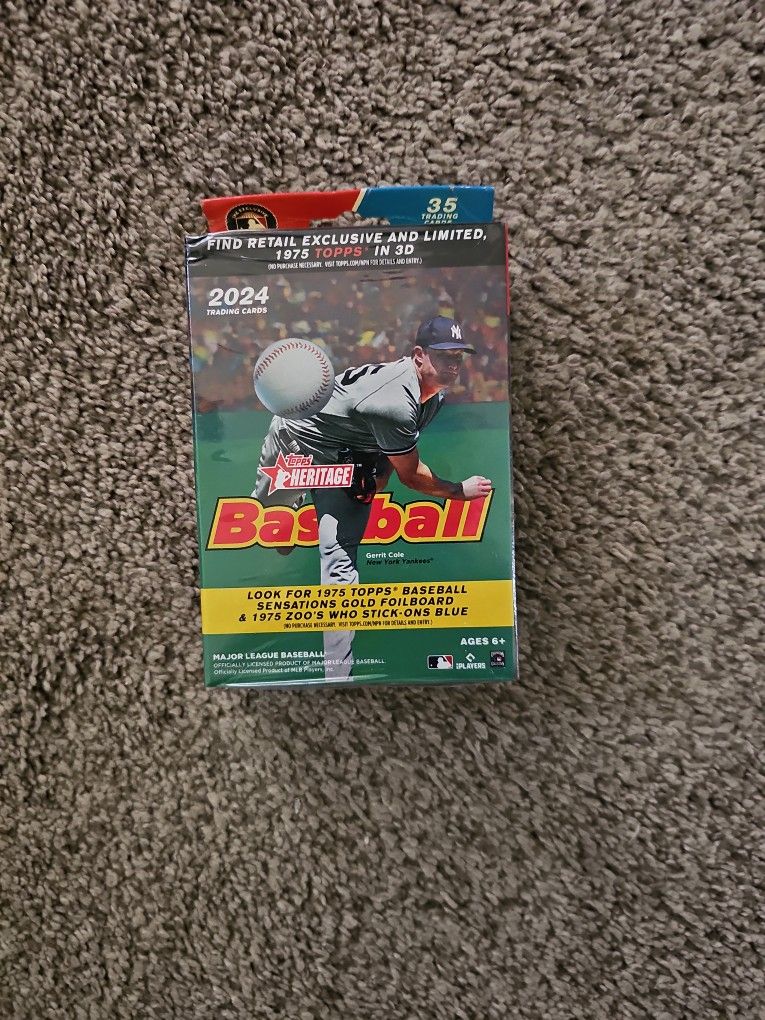 35
TRADING
CARDS
FIND RETAIL EXCLUSIVE AND LIMITED,
1975 TOPPS® IN 3D
(NO PURCHASE NECESSARY. VISIT TOPPS.COM/NPN FOR DETAILS AND ENTRY.)
2024
TRADING CARDS
NY
5
Topps
HERITAGE™
Baseball
Gerrit Cole
New York Yankees®
LOOK FOR 1975 TOPPS® BASEBALL
SENSATIONS GOLD FOILBOARD
& 1975 ZOO'S WHO STICK-ONS BLUE
(NO PURCHASE NECESSARY. VISIT TOPPS.COM/NPN FOR DETAILS AND ENTRY.)
AGES 6+
MAJOR LEAGUE BASEBALL
OFFICIALLY LICENSED PRODUCT OF MAJOR LEAGUE BASEBALL.
Officially Licensed Product of MLB Players, Inc.
PLAYERS